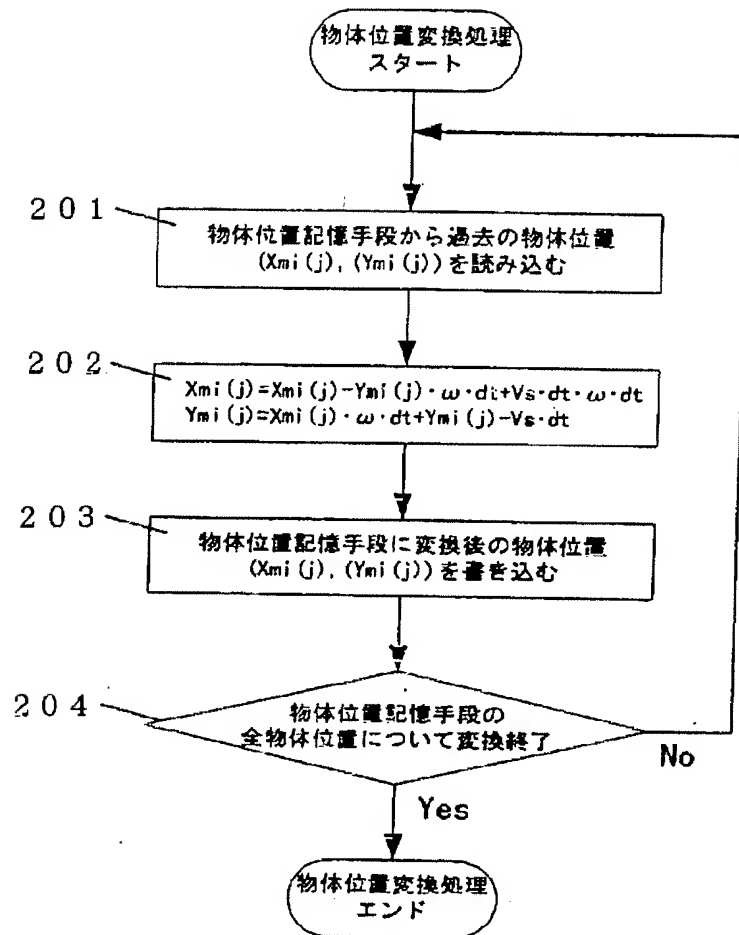 物体位置変換処理
スタート
201
物体位置記憶手段から過去の物体位置
(Xmi(j),(Ymi(j))を読み込む
202
Xmi(j)=Xmi(j)-Ymi(j)・ω・dt+Vs・dt・ω・dt
Ymi(j)=Xmi(j)・ω・dt+Ymi(j)-Vs・dt
203
物体位置記憶手段に変換後の物体位置
(Xmi(j),(Ymi(j))を書き込む
204
物体位置記憶手段の
全物体位置について変換終了
No
Yes
物体位置変換処理
エンド